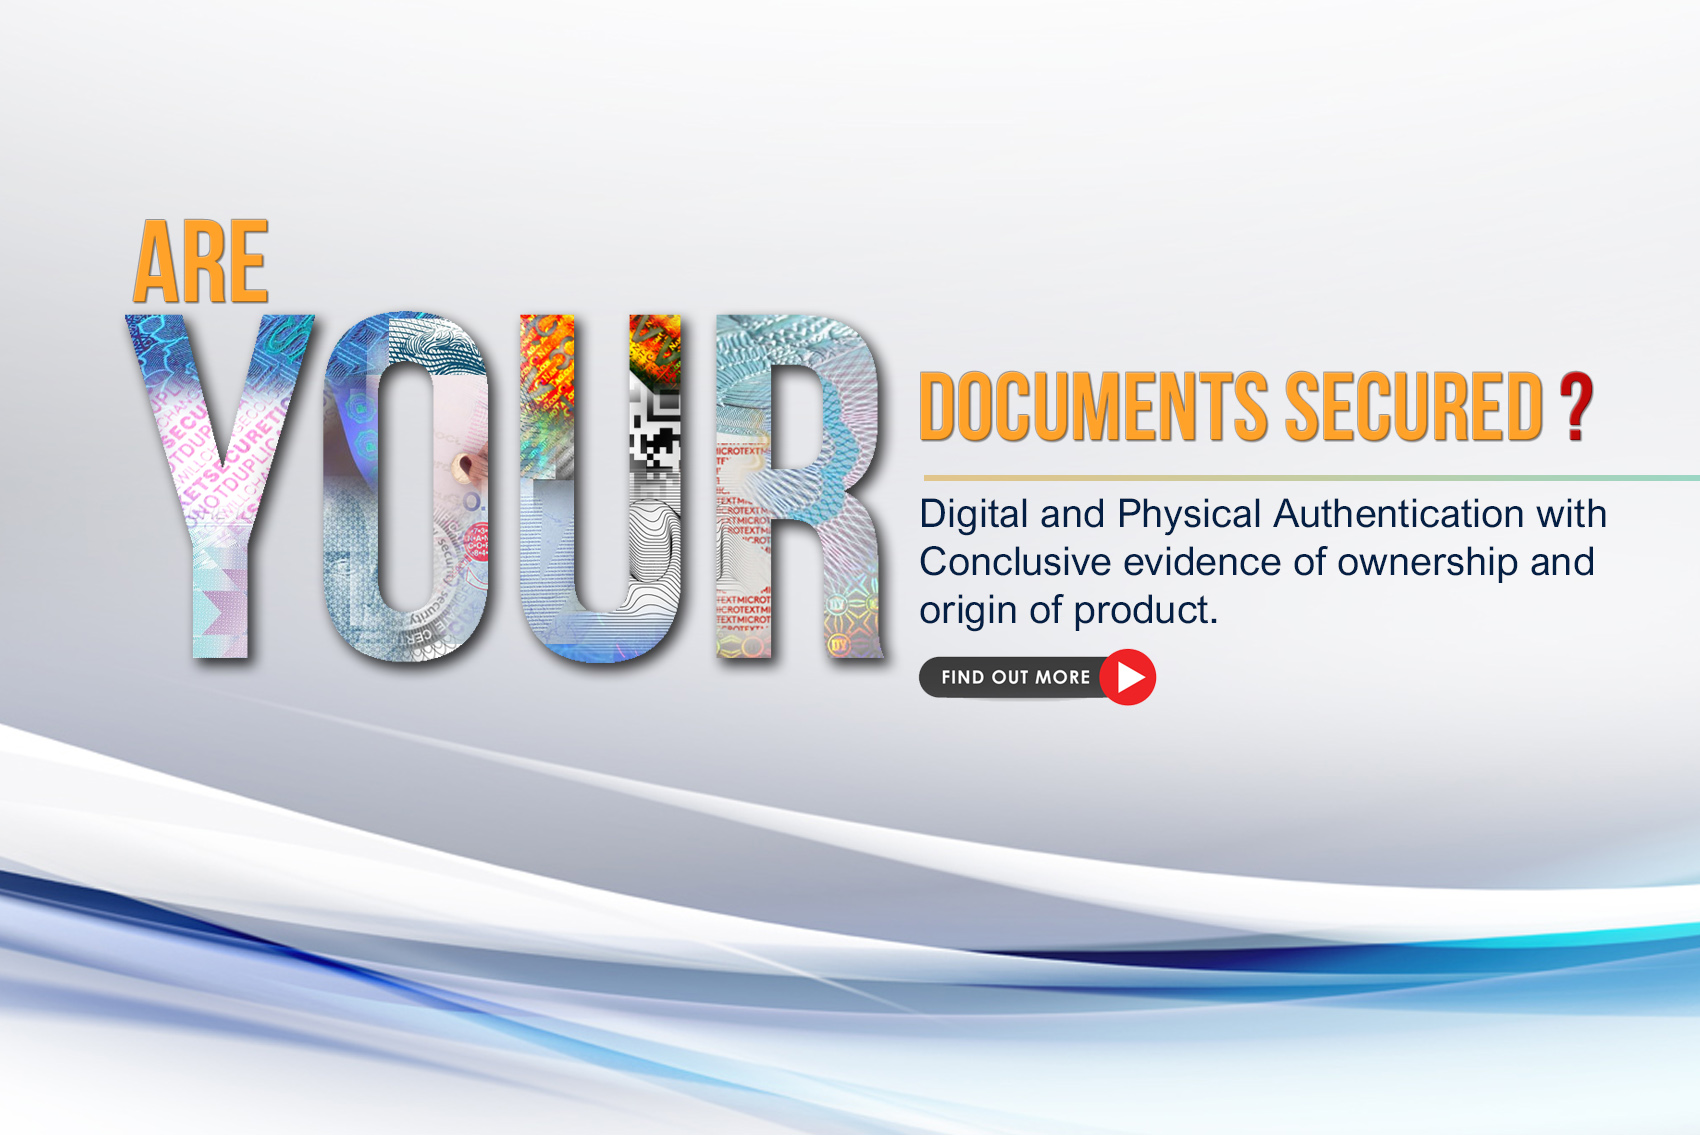 ARE
YOUR
DOCUMENTS SECURED ?
Digital and Physical Authentication with
Conclusive evidence of ownership and
origin of product.
FIND OUT MORE